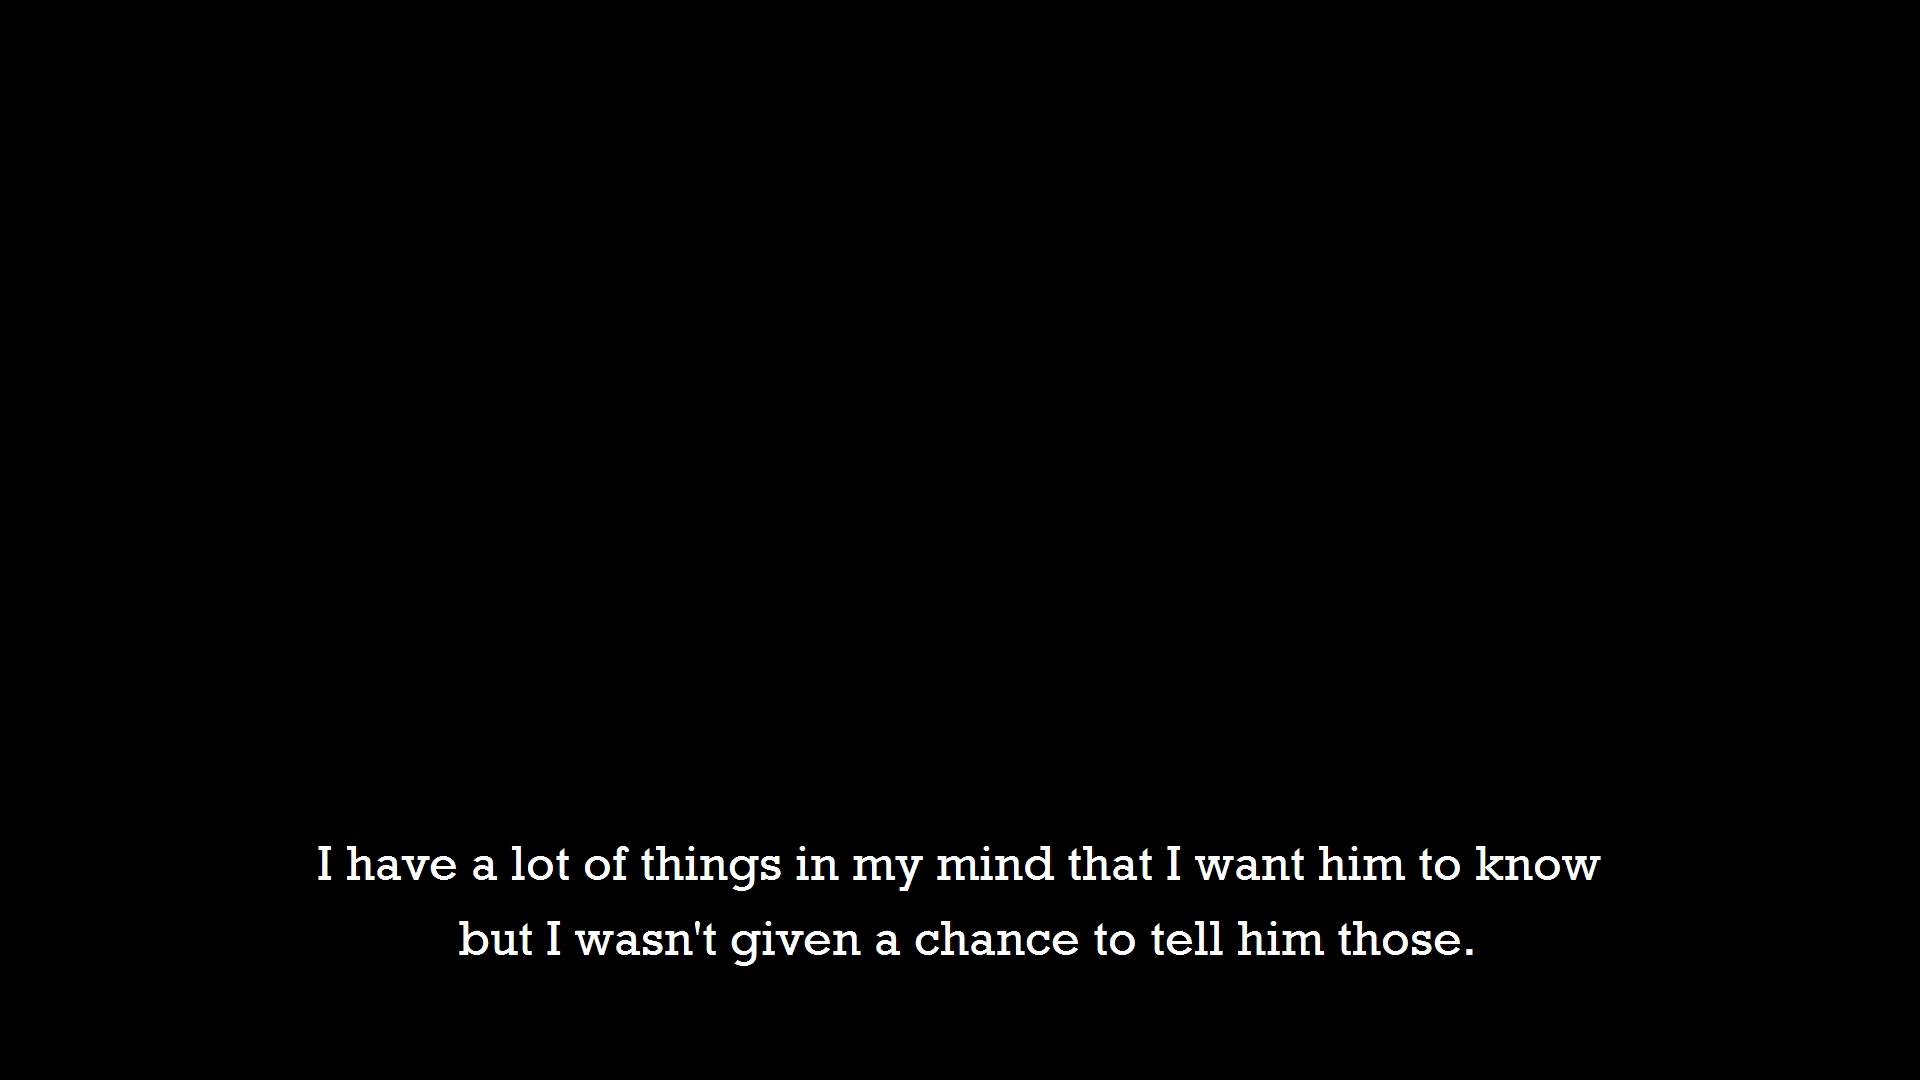 I have a lot of things in my mind that I want him to know
but I wasn't given a chance to tell him those.